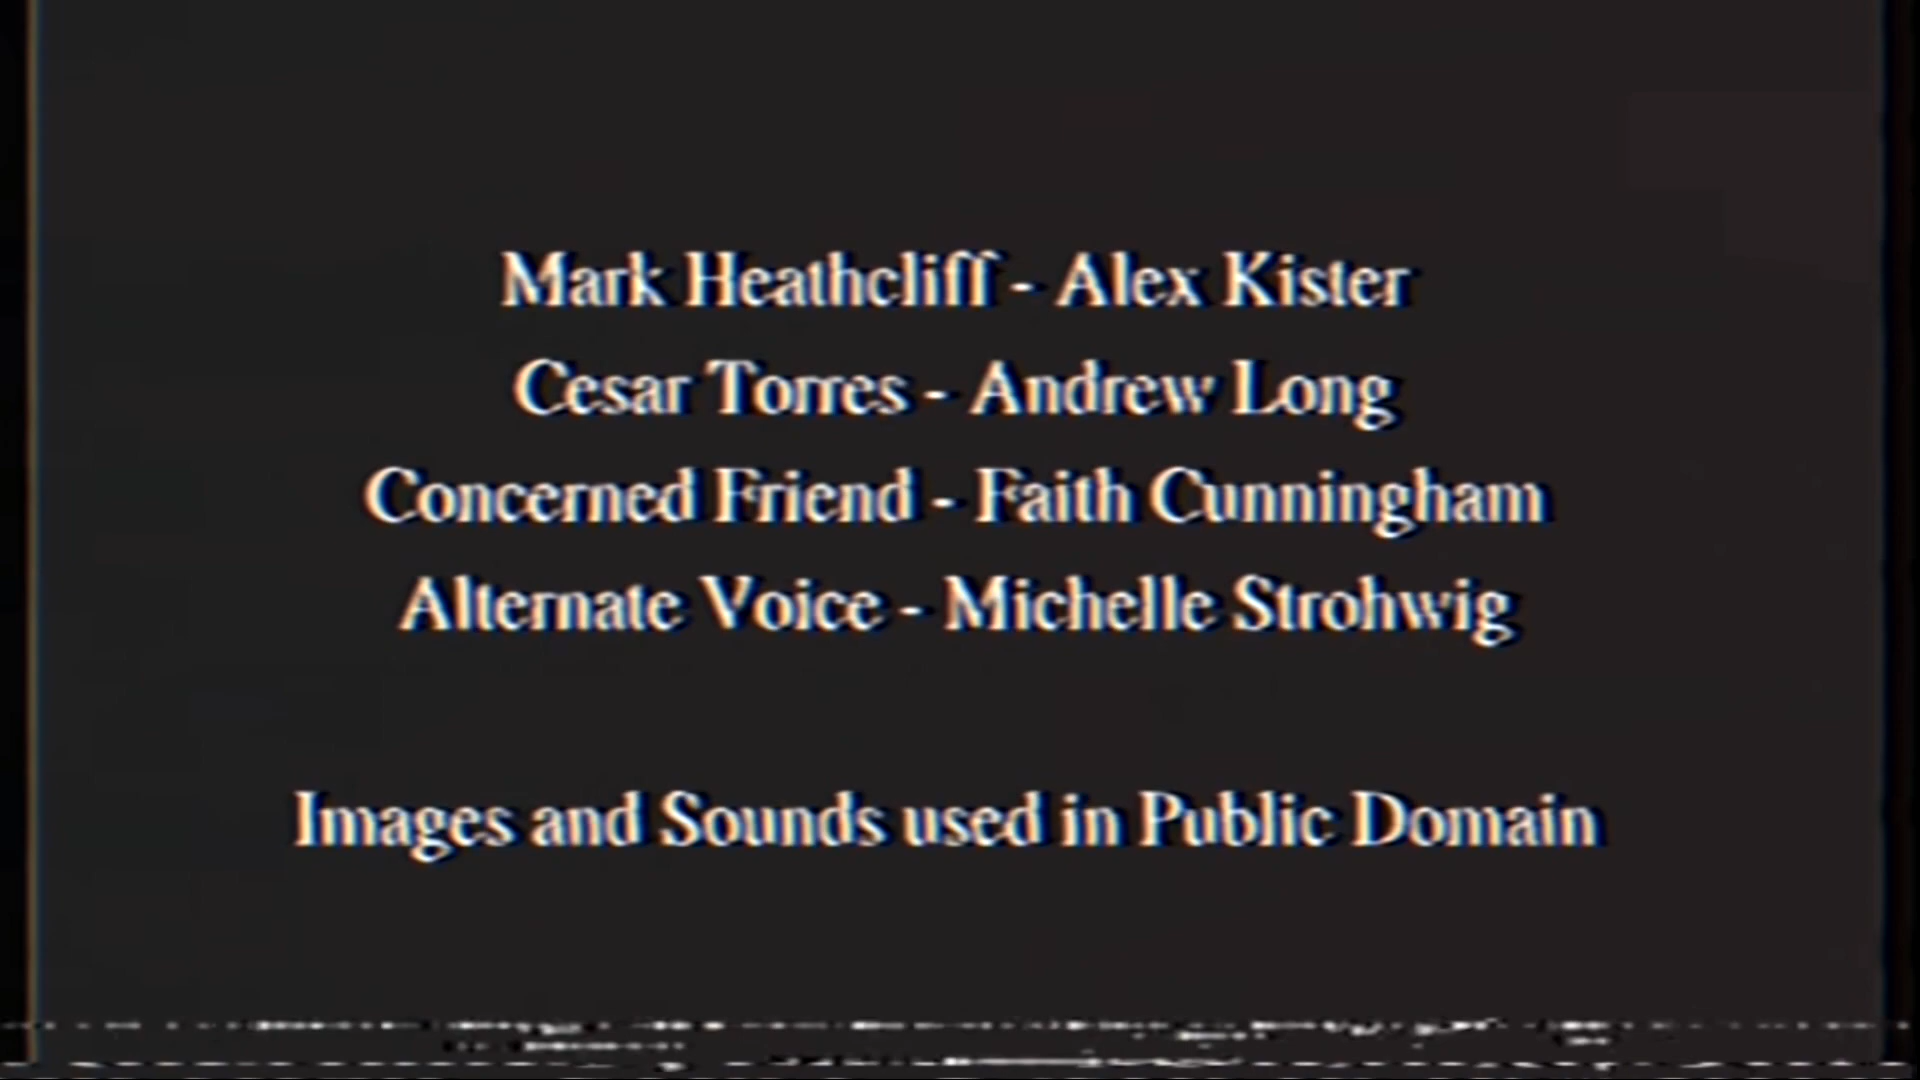 Mark Heathcliff - Alex Kister
Cesar Torres - Andrew Long
Concerned Friend - Faith Cunningham
Alternate Voice - Michelle Strohwig
Images and Sounds used in Public Domain